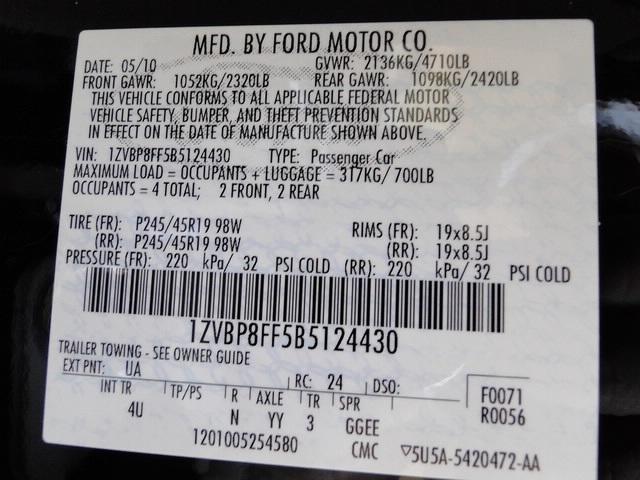 MFD. BY FORD MOTOR CO.
DATE: 05/10 GVWR: 2136KG/4710LB
FRONT GAWR: 1052KG/2320LB REAR GAWR: 1098KG/2420LB
THIS VEHICLE CONFORMS TO ALL APPLICABLE FEDERAL MOTOR
VEHICLE SAFETY, BUMPER, AND THEFT PREVENTION STANDARDS
IN EFFECT ON THE DATE OF MANUFACTURE SHOWN ABOVE.
VIN: 1ZVBP8FF5B5124430 TYPE: Passenger Car
MAXIMUM LOAD = OCCUPANTS + LUGGAGE = 317KG/700LB
OCCUPANTS = 4 TOTAL; 2 FRONT, 2 REAR
TIRE (FR): P245/45R19 98W RIMS (FR): 19x8.5J
(RR): P245/45R19 98W (RR): 19x8.5J
PRESSURE (FR): 220 kPa/ 32 PSI COLD (RR): 220 kPa/ 32 PSI COLD
1ZVBP8FF5B5124430
TRAILER TOWING - SEE OWNER GUIDE
EXT PNT: UA RC: 24 DSO: F0071
INT TR TP/PS R AXLE TR SPR R0056
4U N YY 3 GGEE
1201005254580 CMC ▽5U5A-5420472-AA